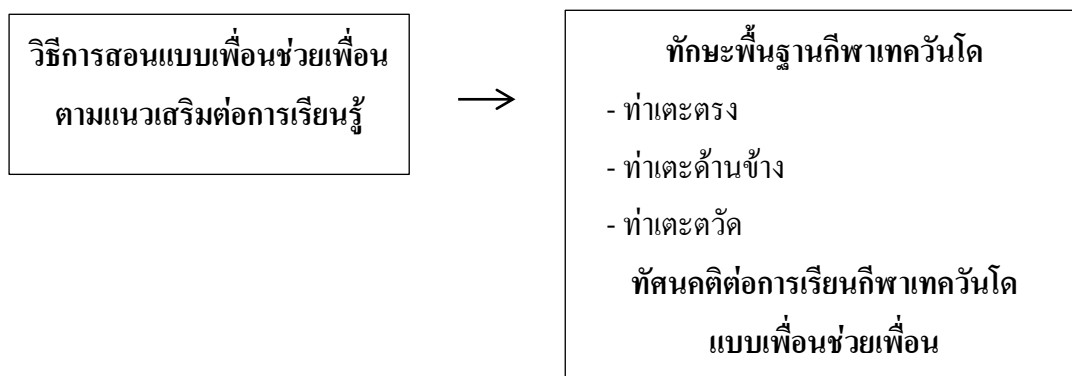 วิธีการสอนแบบเพื่อนช่วยเพื่อน
ตามแนวเสริมต่อการเรียนรู้
ทักษะพื้นฐานกีฬาเทควันโด
- ท่าเตะตรง
- ท่าเตะด้านข้าง
- ท่าเตะตวัด
ทัศนคติต่อการเรียนกีฬาเทควันโด
แบบเพื่อนช่วยเพื่อน